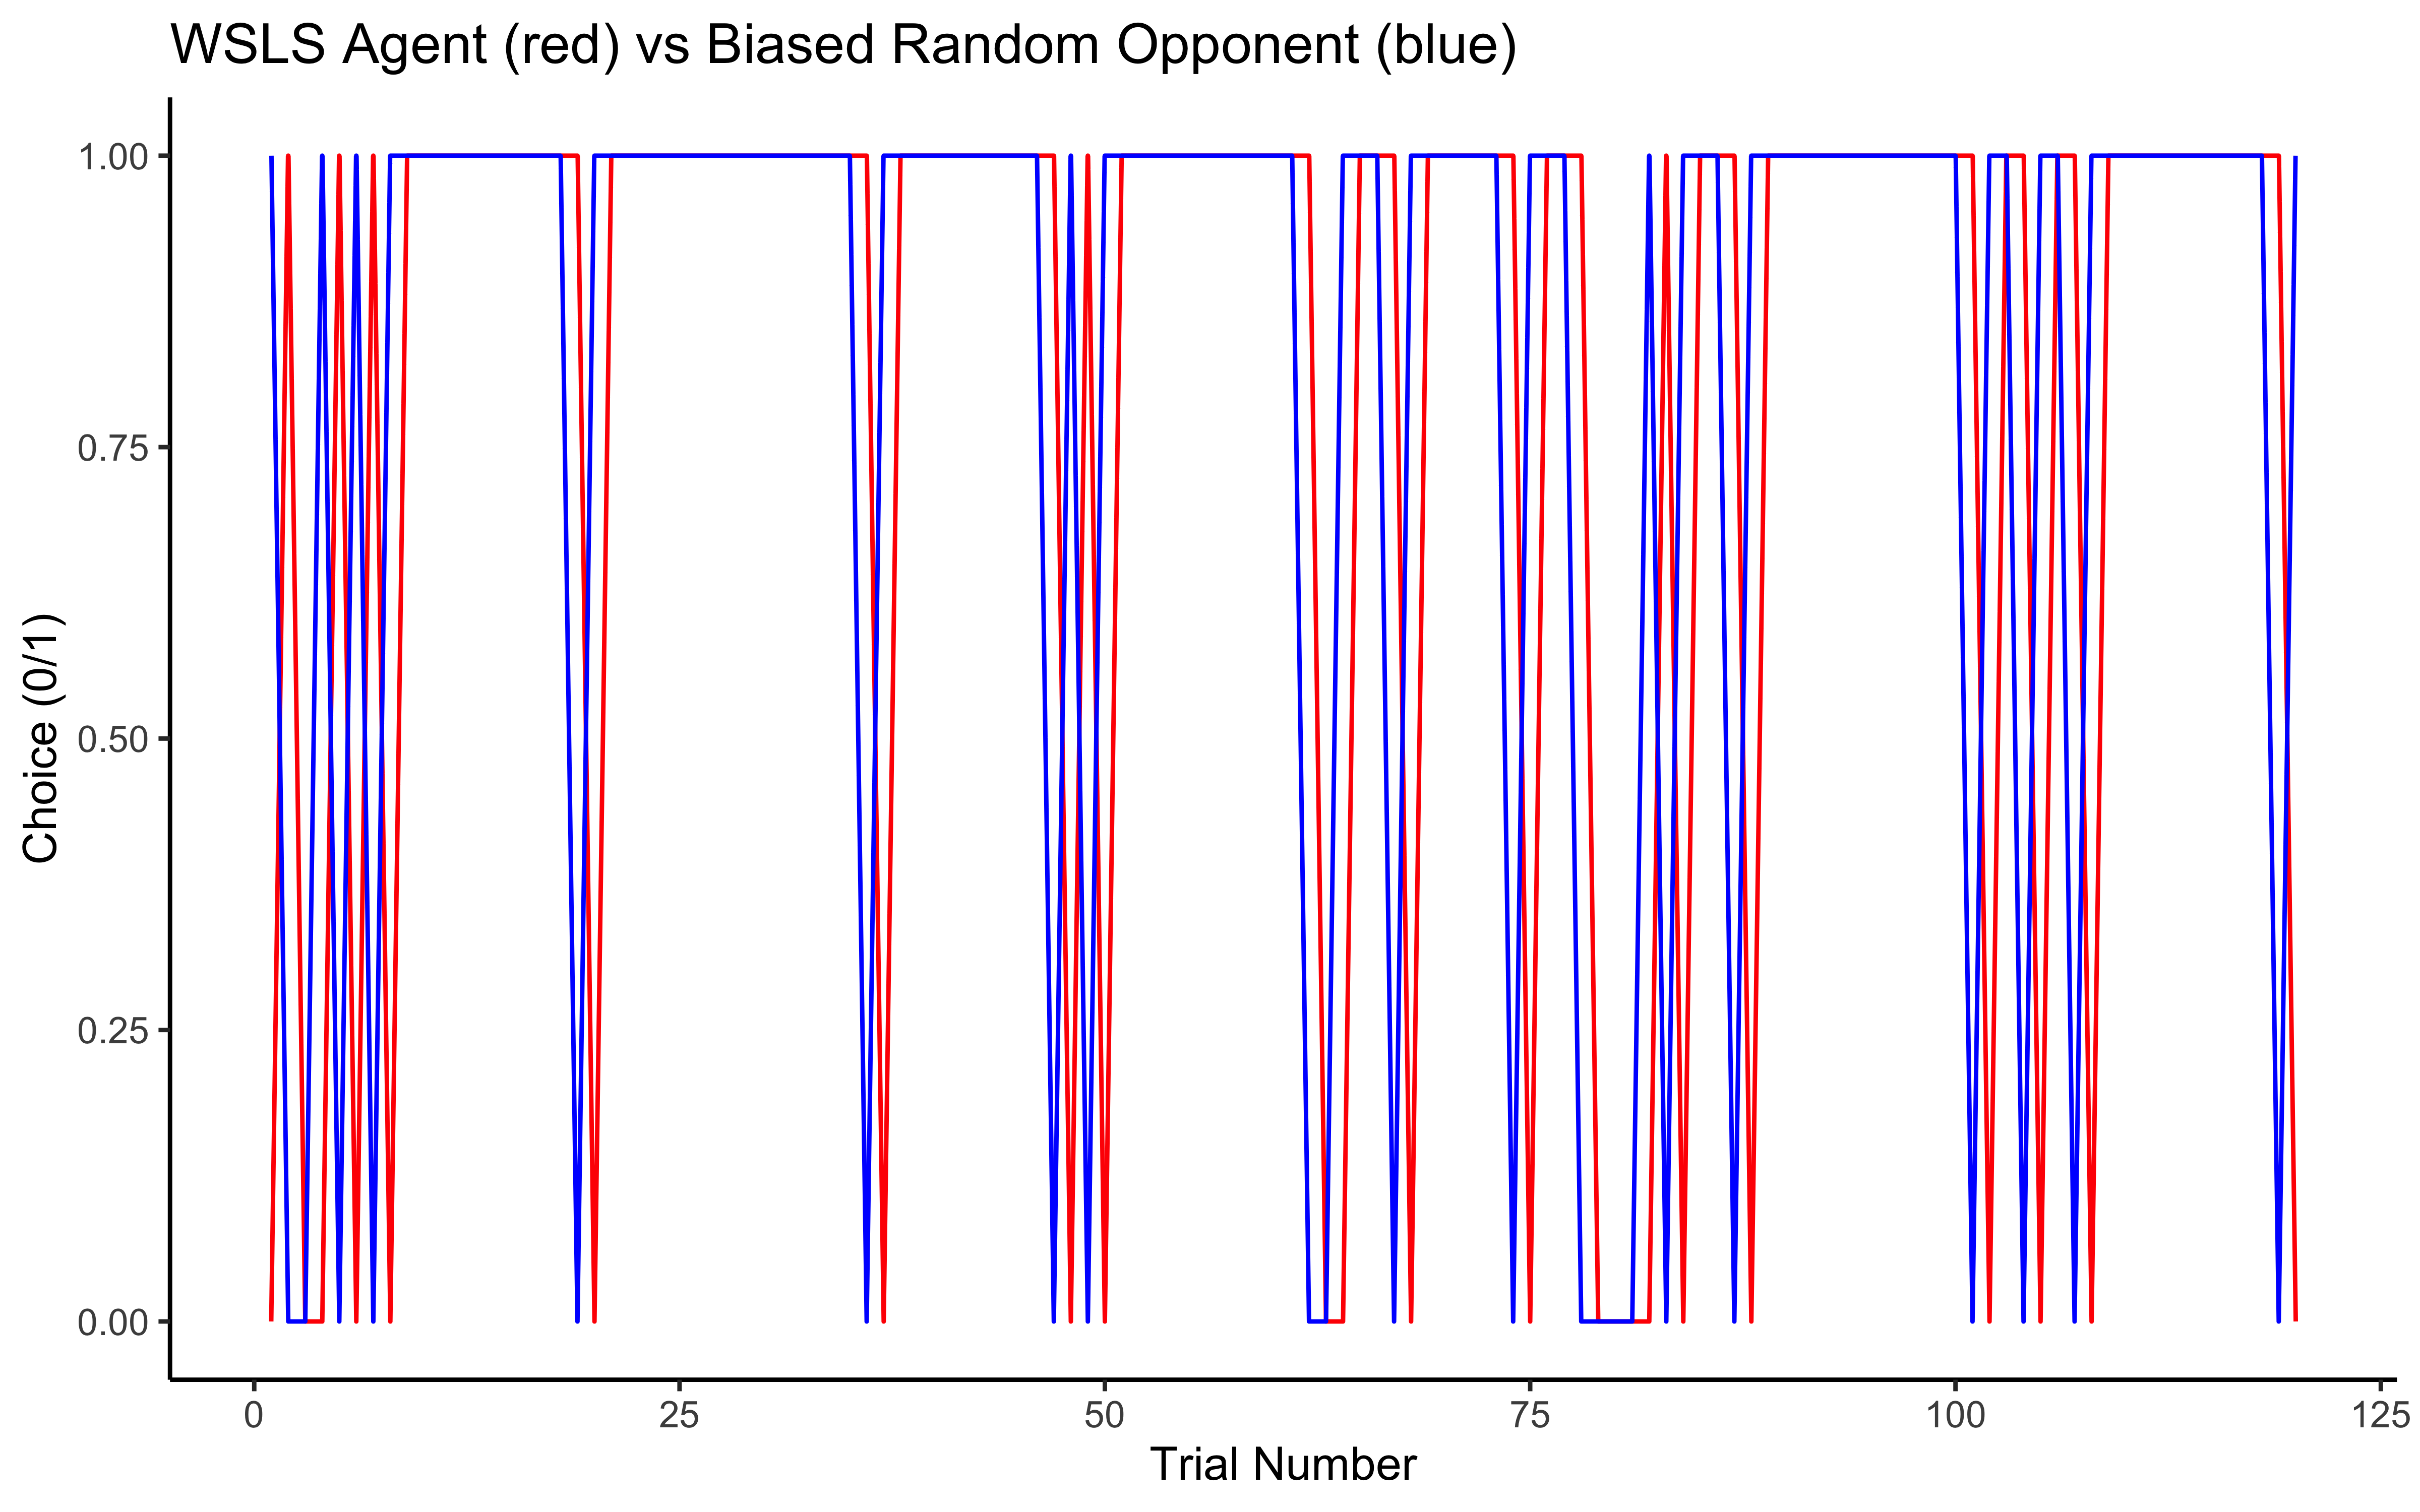 WSLS Agent (red) vs Biased Random Opponent (blue)
1.00
0.75
0.50
0.25
0.00
Choice (0/1)
0 25 50 75 100 125
Trial Number